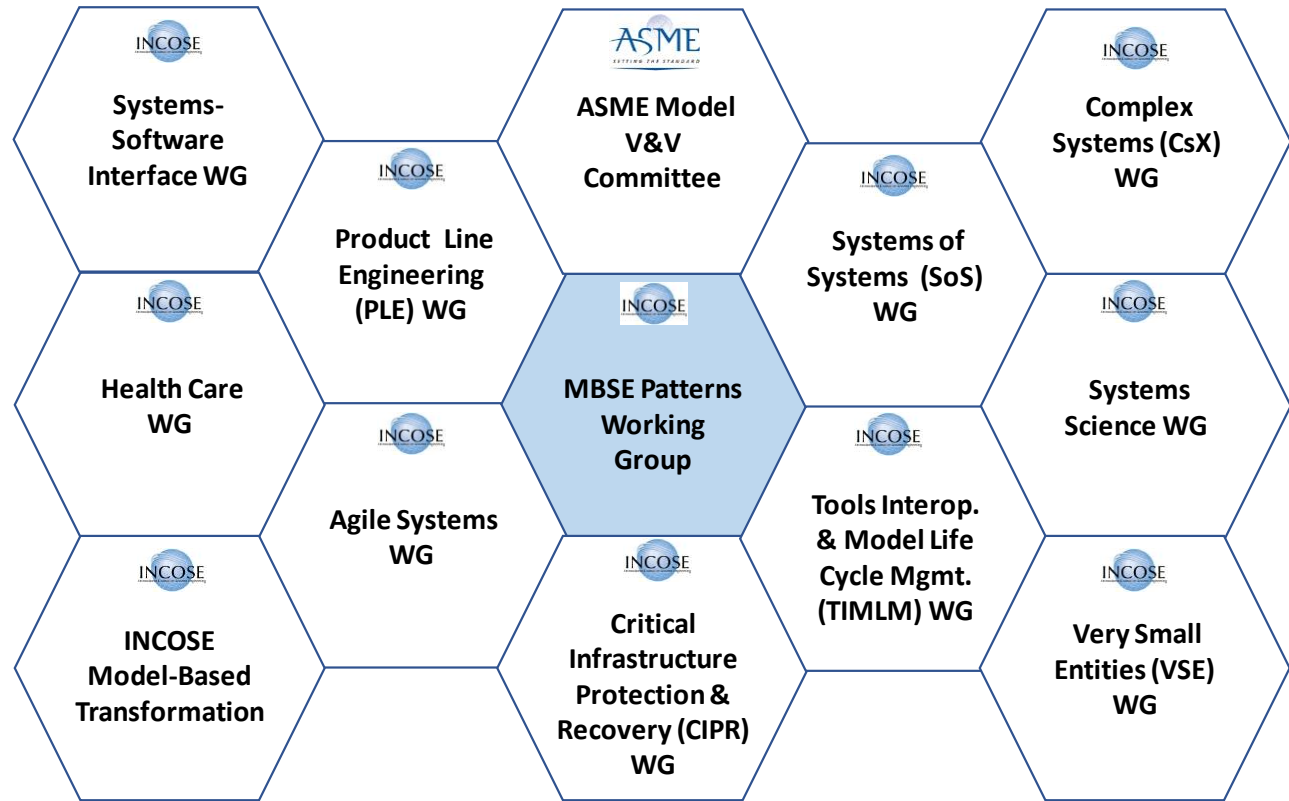 INCOSE
Systems-
Software
Interface WG
ASME
SETTING THE STANDARD
ASME Model
V&V
Committee
INCOSE
Complex
Systems (CsX)
WG
INCOSE
Product Line
Engineering
(PLE) WG
INCOSE
Systems of
Systems (SoS)
WG
INCOSE
Health Care
WG
INCOSE
MBSE Patterns
Working
Group
INCOSE
Systems
Science WG
INCOSE
Agile Systems
WG
INCOSE
Tools Interop.
& Model Life
Cycle Mgmt.
(TIMLM) WG
INCOSE
INCOSE
Model-Based
Transformation
INCOSE
Critical
Infrastructure
Protection &
Recovery (CIPR)
WG
INCOSE
Very Small
Entities (VSE)
WG